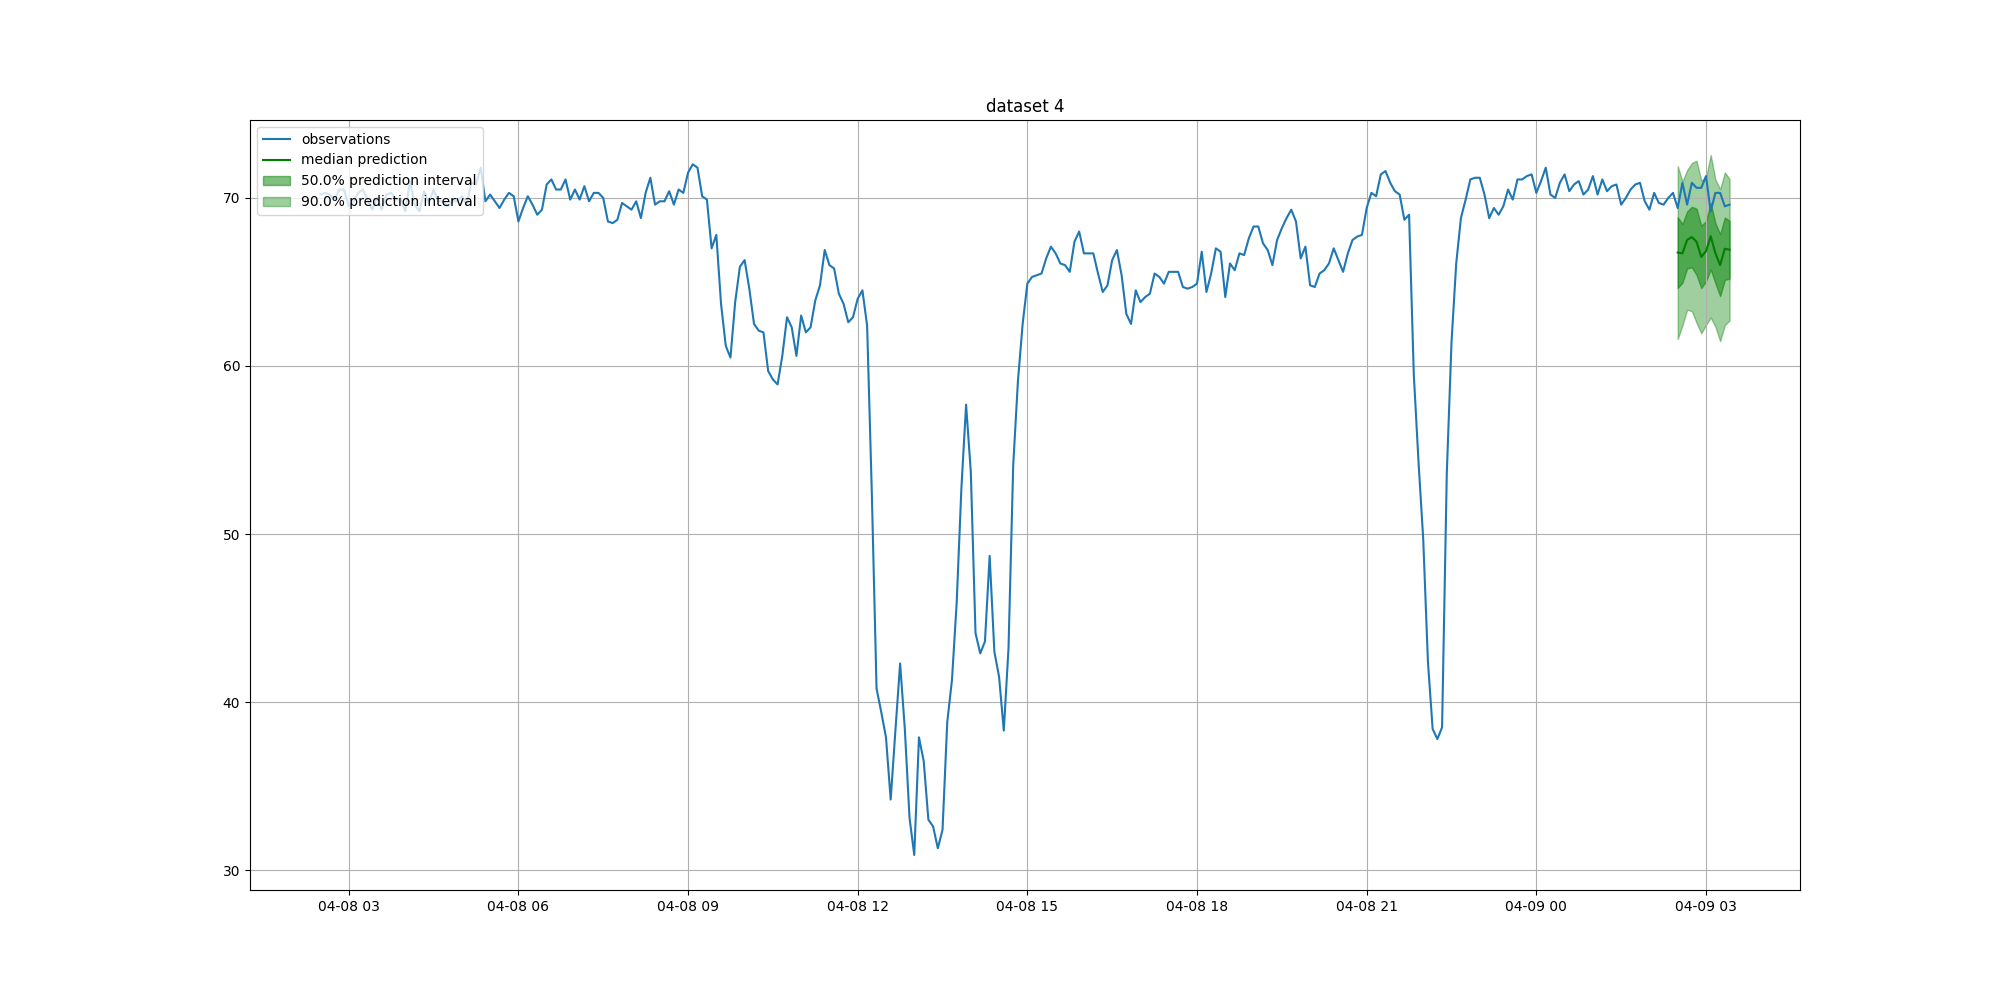 dataset 4
observations
median prediction
50.0% prediction interval
90.0% prediction interval
70
60
50
40
30
04-08 03
04-08 06
04-08 09
04-08 12
04-08 15
04-08 18
04-08 21
04-09 00
04-09 03